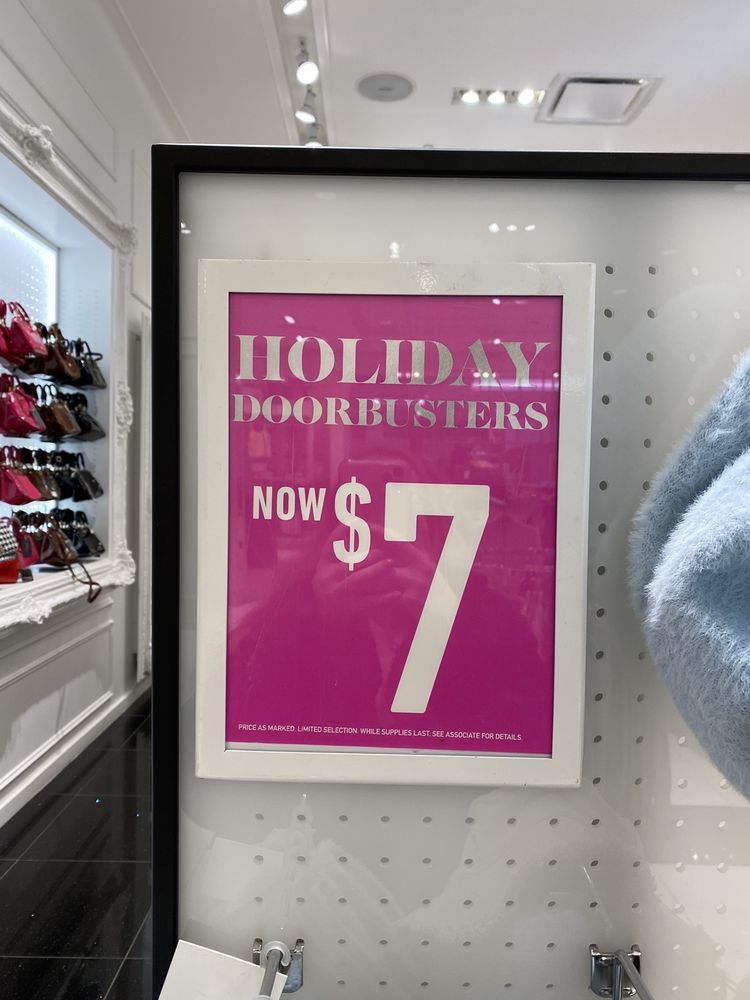 HOLIDAY
DOORBUSTERS
NOW $7
PRICE AS MARKED. LIMITED SELECTION. WHILE SUPPLIES LAST. SEE ASSOCIATE FOR DETAILS.